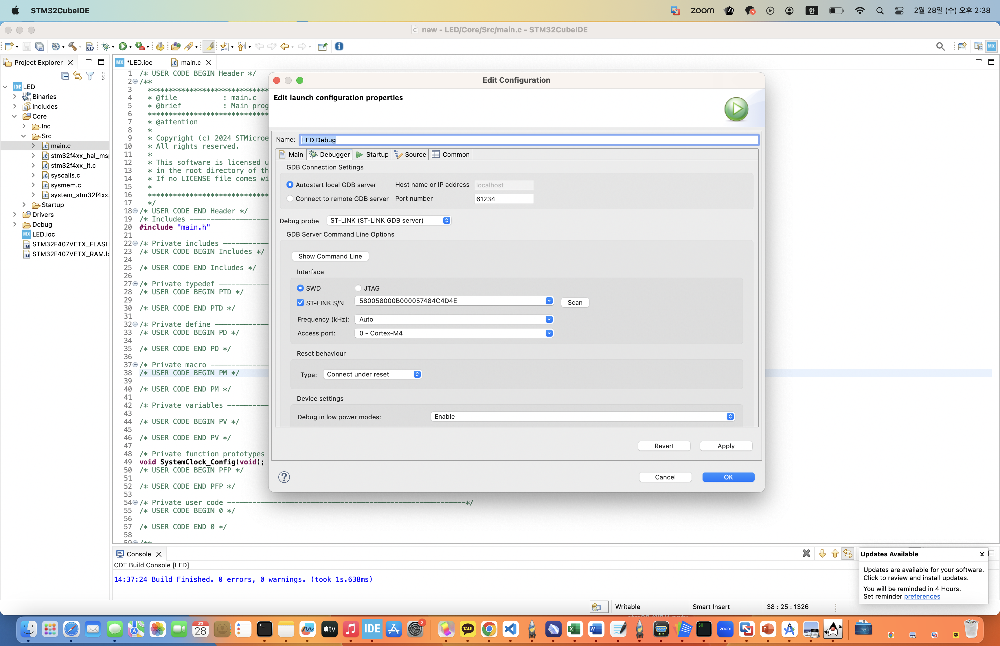 STM32CubeIDE
zoom
한
2월 28일 (수) 오후 2:38
new - LED/Core/Src/main.c - STM32CubeIDE
Project Explorer
*LED.ioc
main.c
IDE LED
Binaries
Includes
Core
Inc
Src
main.c
stm32f4xx_hal_msp
stm32f4xx_it.c
syscalls.c
sysmem.c
system_stm32f4xx.
Startup
Drivers
Debug
MX LED.ioc
STM32F407VETX_FLASH
STM32F407VETX_RAM.ld
1 /* USER CODE BEGIN Header */
2 /**
3 ********************************
4 * @file : main.c
5 * @brief : Main prog
6 ********************************
7 * @attention
8 *
9 * Copyright (c) 2024 STMicroe
10 * All rights reserved.
11 *
12 * This software is licensed u
13 * in the root directory of th
14 * If no LICENSE file comes wi
15 *
16 ********************************
17 */
18 /* USER CODE END Header */
19 /* Includes -------------------
20 #include "main.h"
21
22 /* Private includes -----------
23 /* USER CODE BEGIN Includes */
24
25 /* USER CODE END Includes */
26
27 /* Private typedef ------------
28 /* USER CODE BEGIN PTD */
29
30 /* USER CODE END PTD */
31
32 /* Private define -------------
33 /* USER CODE BEGIN PD */
34
35 /* USER CODE END PD */
36
37 /* Private macro --------------
38 /* USER CODE BEGIN PM */
39
40 /* USER CODE END PM */
41
42 /* Private variables ----------
43
44 /* USER CODE BEGIN PV */
45
46 /* USER CODE END PV */
47
48 /* Private function prototypes
49 void SystemClock_Config(void);
50 /* USER CODE BEGIN PFP */
51
52 /* USER CODE END PFP */
53
54 /* Private user code ---------------------------------------------------------*/
55 /* USER CODE BEGIN 0 */
56
57 /* USER CODE END 0 */
58
59 /**
Edit Configuration
Edit launch configuration properties
Name: LED Debug
Main Debugger Startup Source Common
GDB Connection Settings
Autostart local GDB server Host name or IP address localhost
Connect to remote GDB server Port number 61234
Debug probe ST-LINK (ST-LINK GDB server)
GDB Server Command Line Options
Show Command Line
Interface
SWD JTAG
ST-LINK S/N 580058000B000057484C4D4E Scan
Frequency (kHz): Auto
Access port: 0 - Cortex-M4
Reset behaviour
Type: Connect under reset
Device settings
Debug in low power modes: Enable
Revert Apply
? Cancel OK
Console
CDT Build Console [LED]
14:37:24 Build Finished. 0 errors, 0 warnings. (took 1s.638ms)
Updates Available x
Updates are available for your software.
Click to review and install updates.
You will be reminded in 4 Hours.
Set reminder preferences
Writable Smart Insert 38 : 25 : 1326
2월
28
tv
IDE
3
TALK
zoom